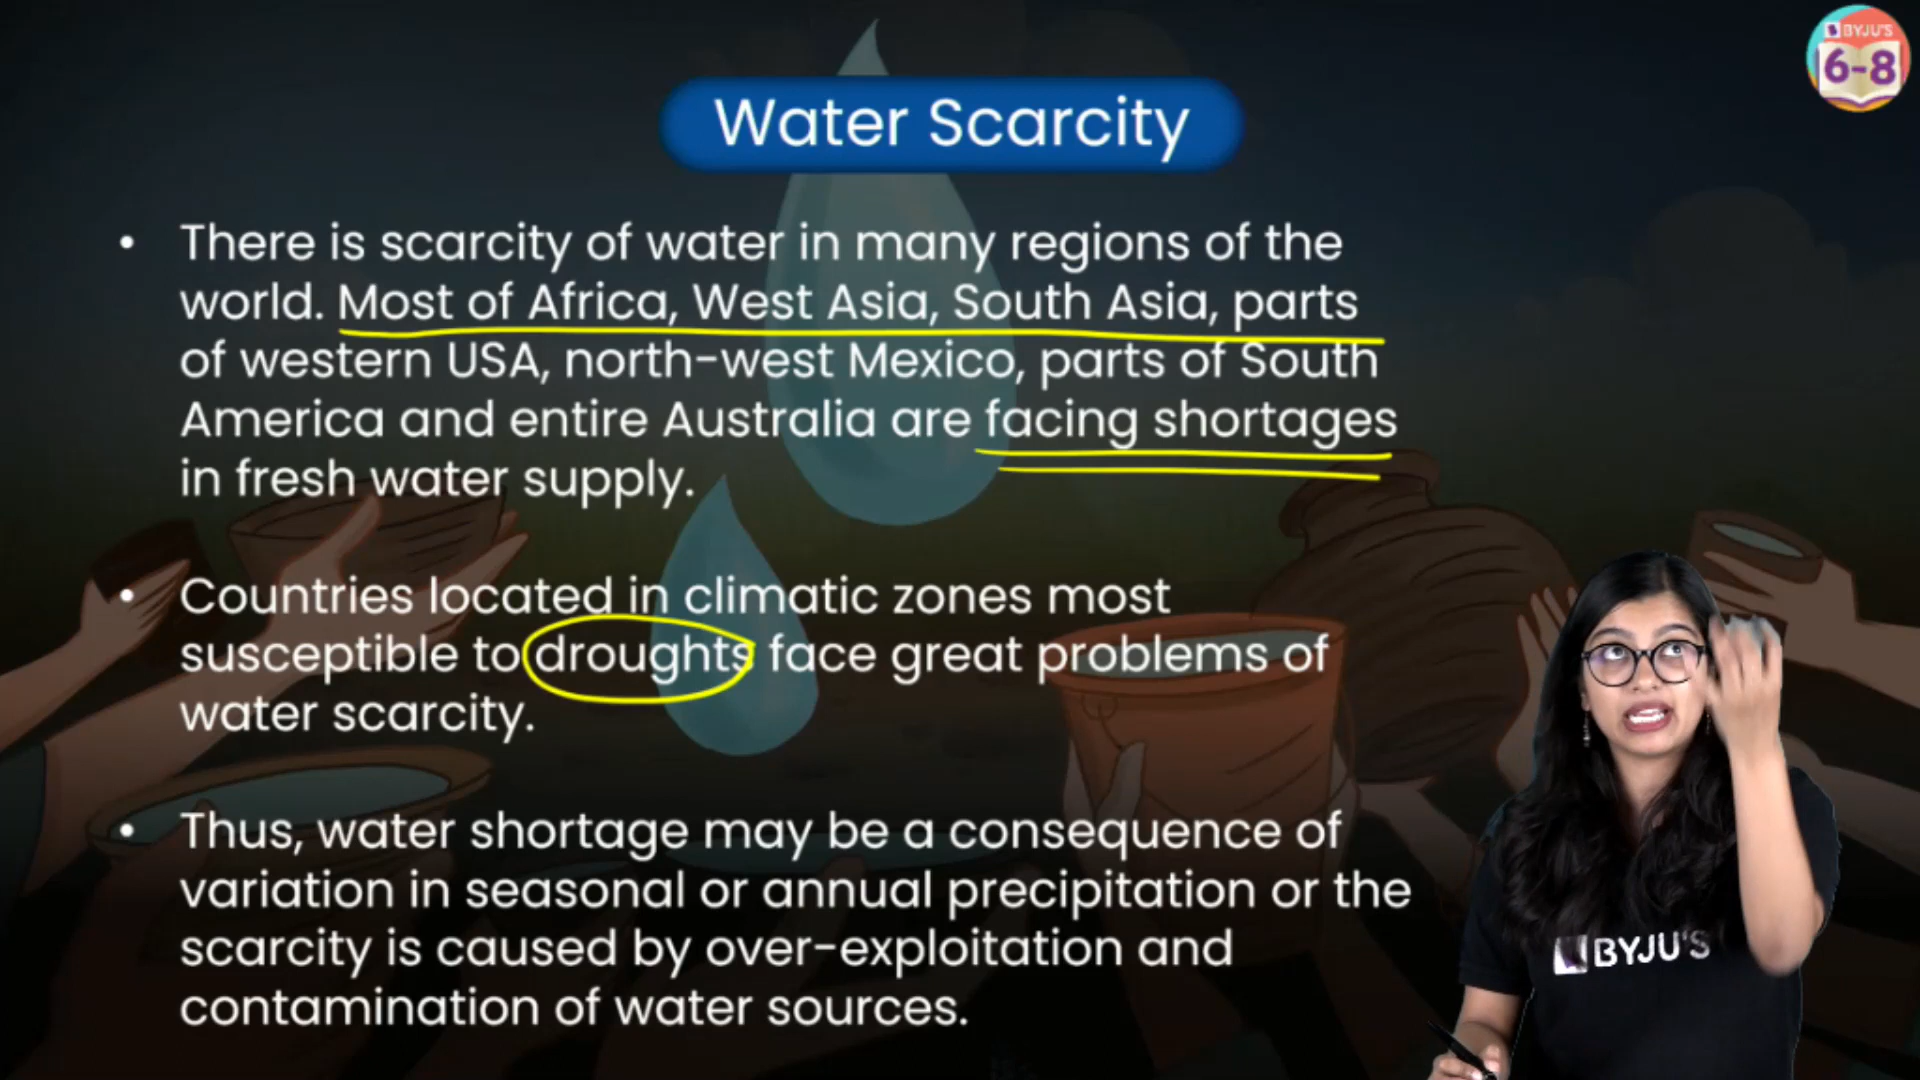 BYJU'S
6-8
Water Scarcity
• There is scarcity of water in many regions of the
world. Most of Africa, West Asia, South Asia, parts
of western USA, north-west Mexico, parts of South
America and entire Australia are facing shortages
in fresh water supply.
• Countries located in climatic zones most
susceptible to droughts face great problems of
water scarcity.
• Thus, water shortage may be a consequence of
variation in seasonal or annual precipitation or the
scarcity is caused by over-exploitation and
contamination of water sources.
BYJU'S